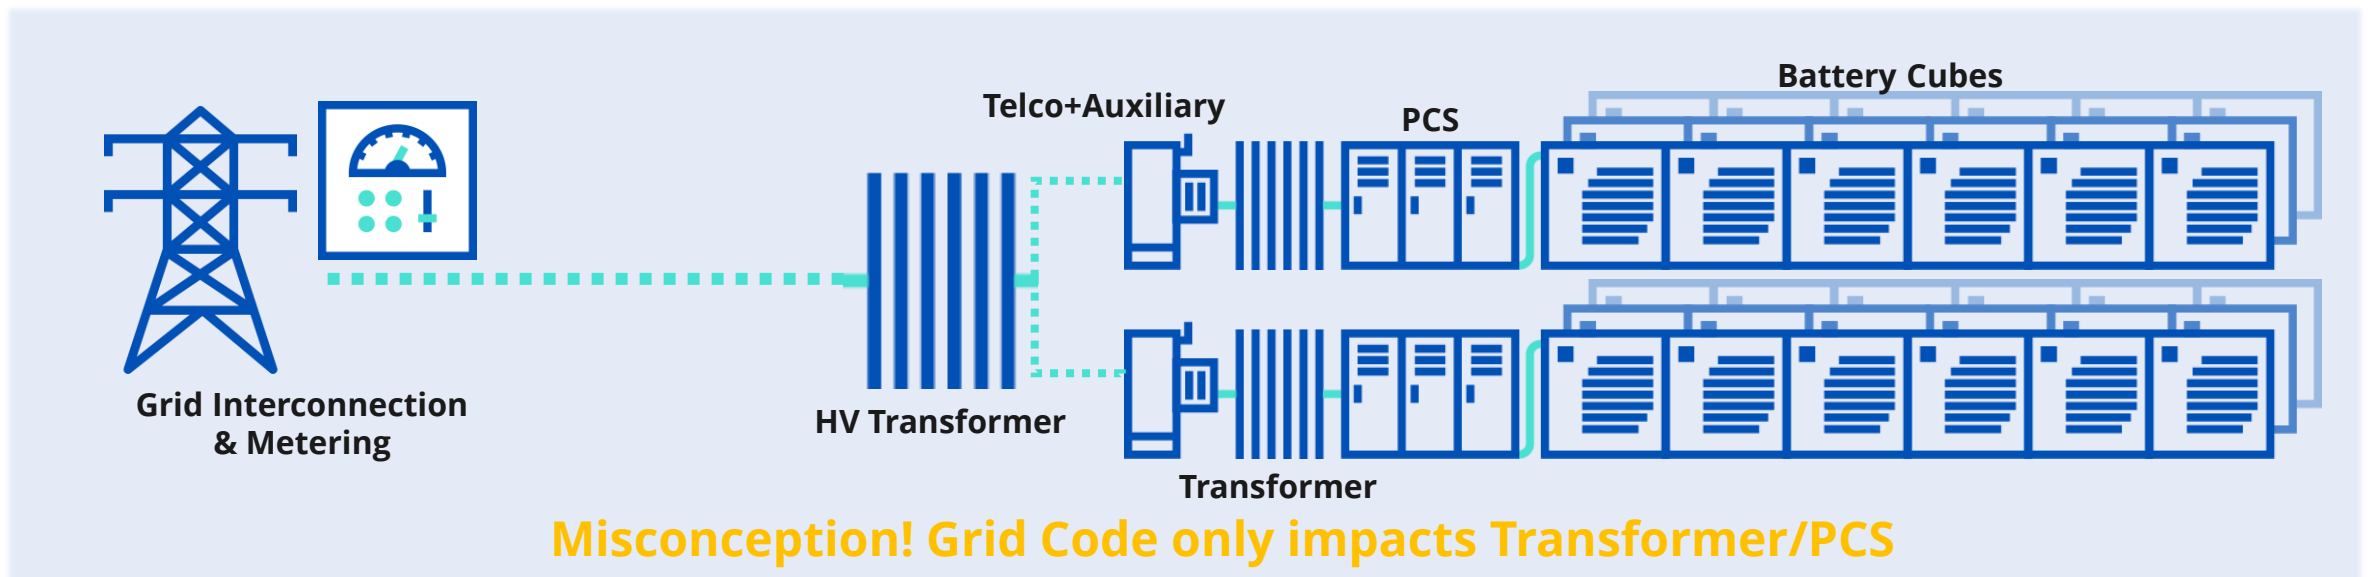 Battery Cubes
Telco+Auxiliary
PCS
Grid Interconnection
& Metering
HV Transformer
Transformer
Misconception! Grid Code only impacts Transformer/PCS